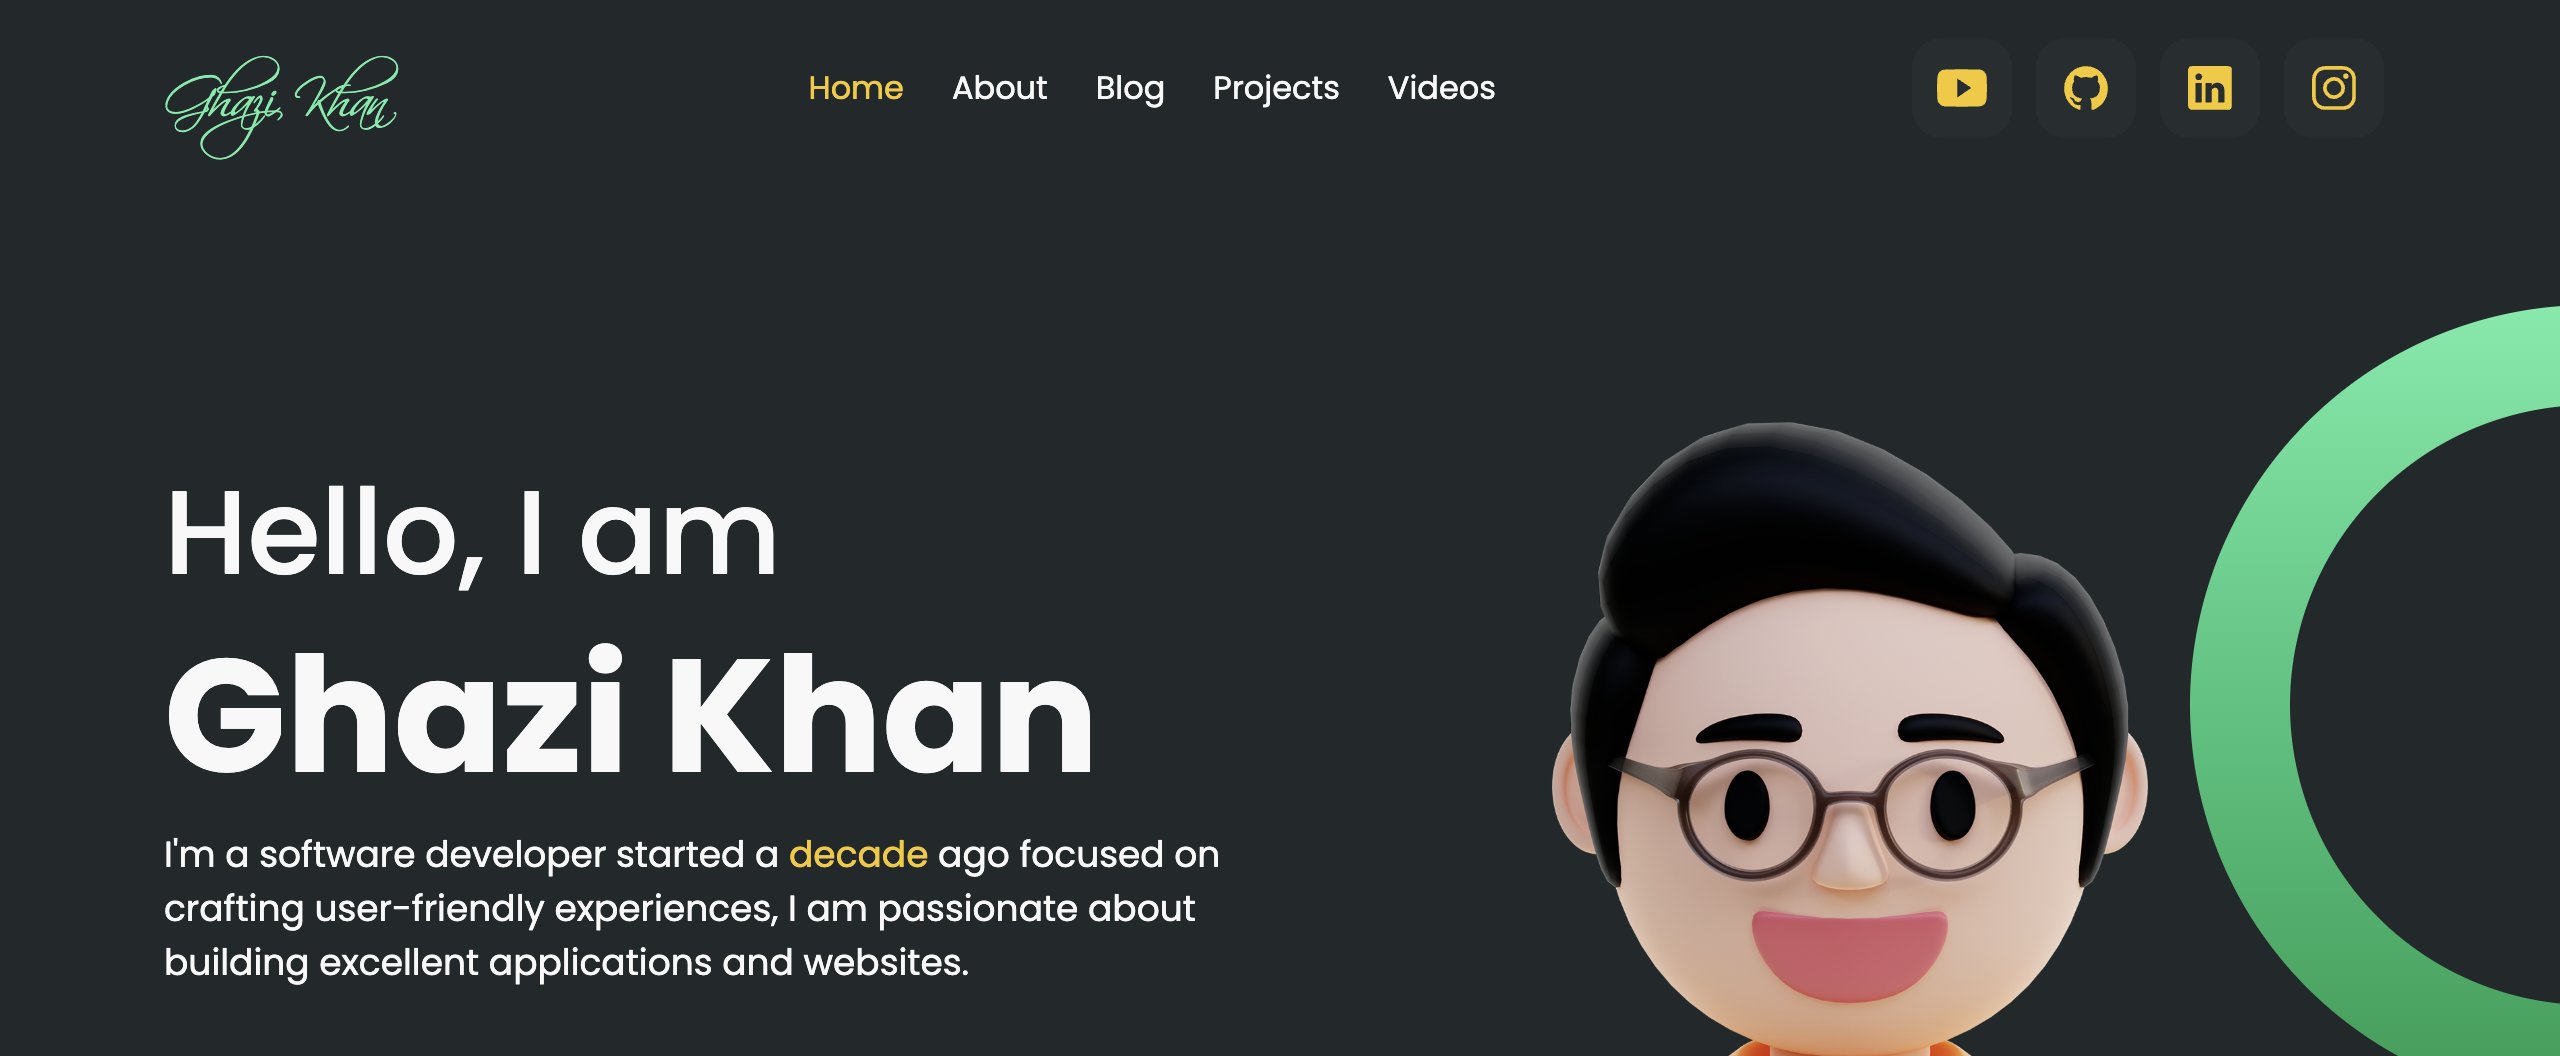 Ghazi Khan
Home About Blog Projects Videos
Hello, I am
Ghazi Khan
I'm a software developer started a decade ago focused on
crafting user-friendly experiences, I am passionate about
building excellent applications and websites.